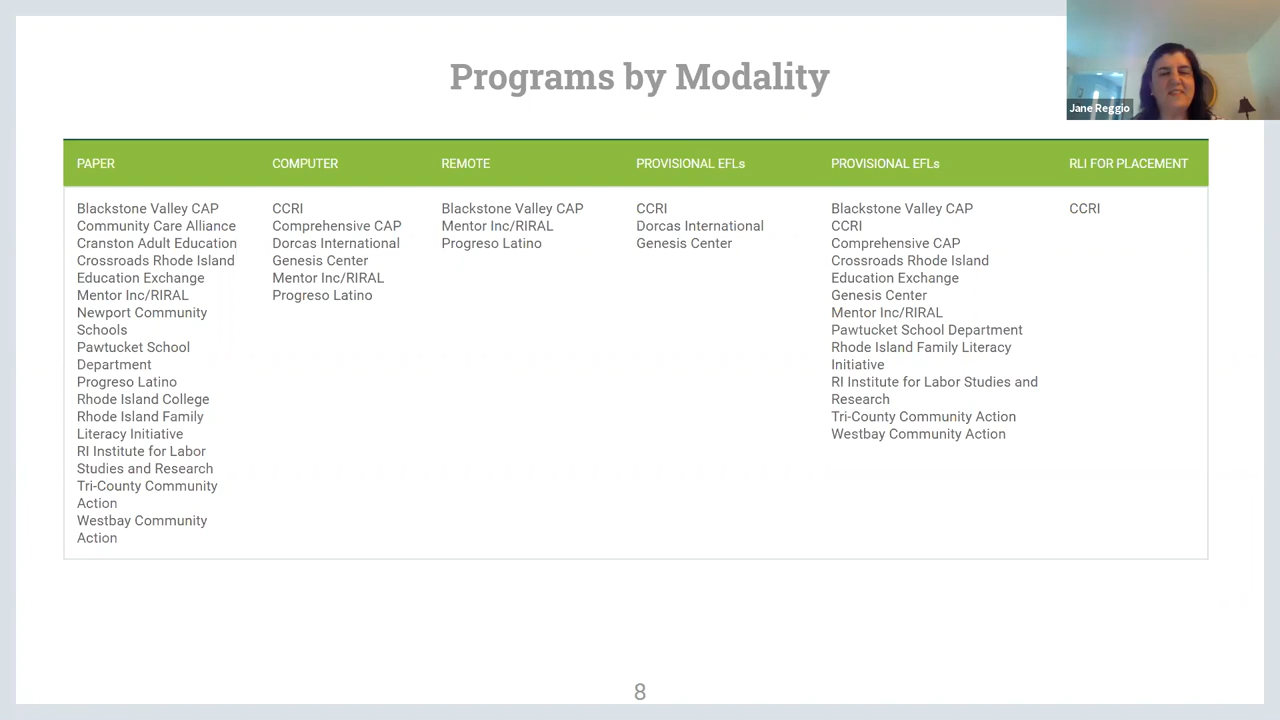 Programs by Modality
Jane Reggio
PAPER
COMPUTER
REMOTE
PROVISIONAL EFLs
PROVISIONAL EFLs
RLI FOR PLACEMENT
Blackstone Valley CAP
Community Care Alliance
Cranston Adult Education
Crossroads Rhode Island
Education Exchange
Mentor Inc/RIRAL
Newport Community
Schools
Pawtucket School
Department
Progreso Latino
Rhode Island College
Rhode Island Family
Literacy Initiative
RI Institute for Labor
Studies and Research
Tri-County Community
Action
Westbay Community
Action
CCRI
Comprehensive CAP
Dorcas International
Genesis Center
Mentor Inc/RIRAL
Progreso Latino
Blackstone Valley CAP
Mentor Inc/RIRAL
Progreso Latino
CCRI
Dorcas International
Genesis Center
Blackstone Valley CAP
CCRI
Comprehensive CAP
Crossroads Rhode Island
Education Exchange
Genesis Center
Mentor Inc/RIRAL
Pawtucket School Department
Rhode Island Family Literacy
Initiative
RI Institute for Labor Studies and
Research
Tri-County Community Action
Westbay Community Action
CCRI
8